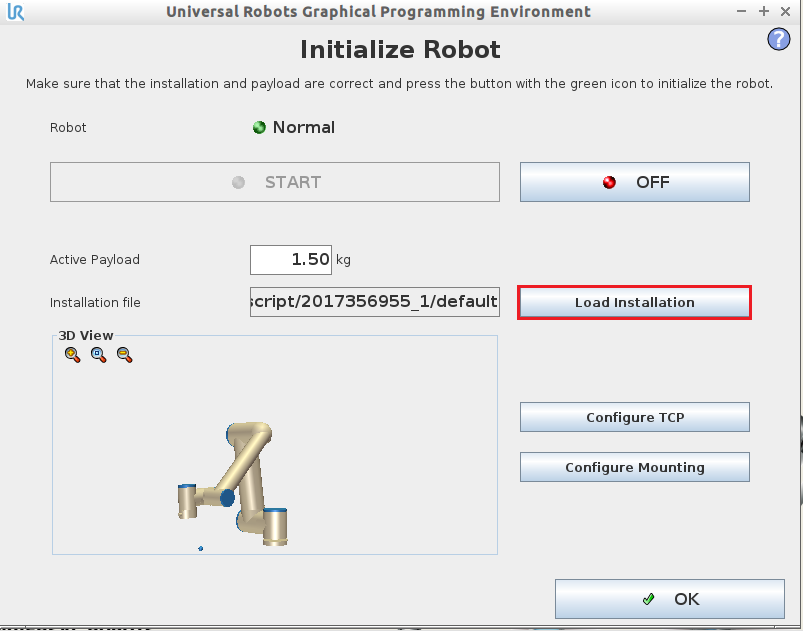 UR
Universal Robots Graphical Programming Environment
Initialize Robot
?
Make sure that the installation and payload are correct and press the button with the green icon to initialize the robot.
Robot
Normal
START
OFF
Active Payload
1.50 kg
Installation file
script/2017356955_1/default
Load Installation
3D View
Configure TCP
Configure Mounting
OK